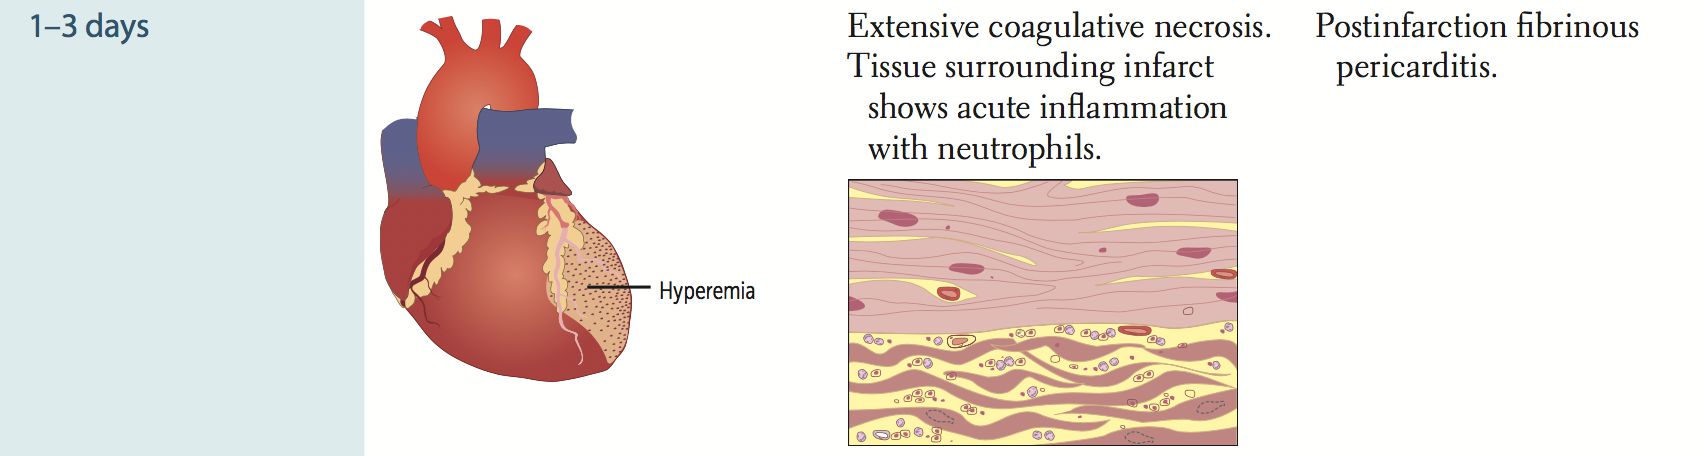 1–3 days
Hyperemia
Extensive coagulative necrosis.
Tissue surrounding infarct
shows acute inflammation
with neutrophils.
Postinfarction fibrinous
pericarditis.